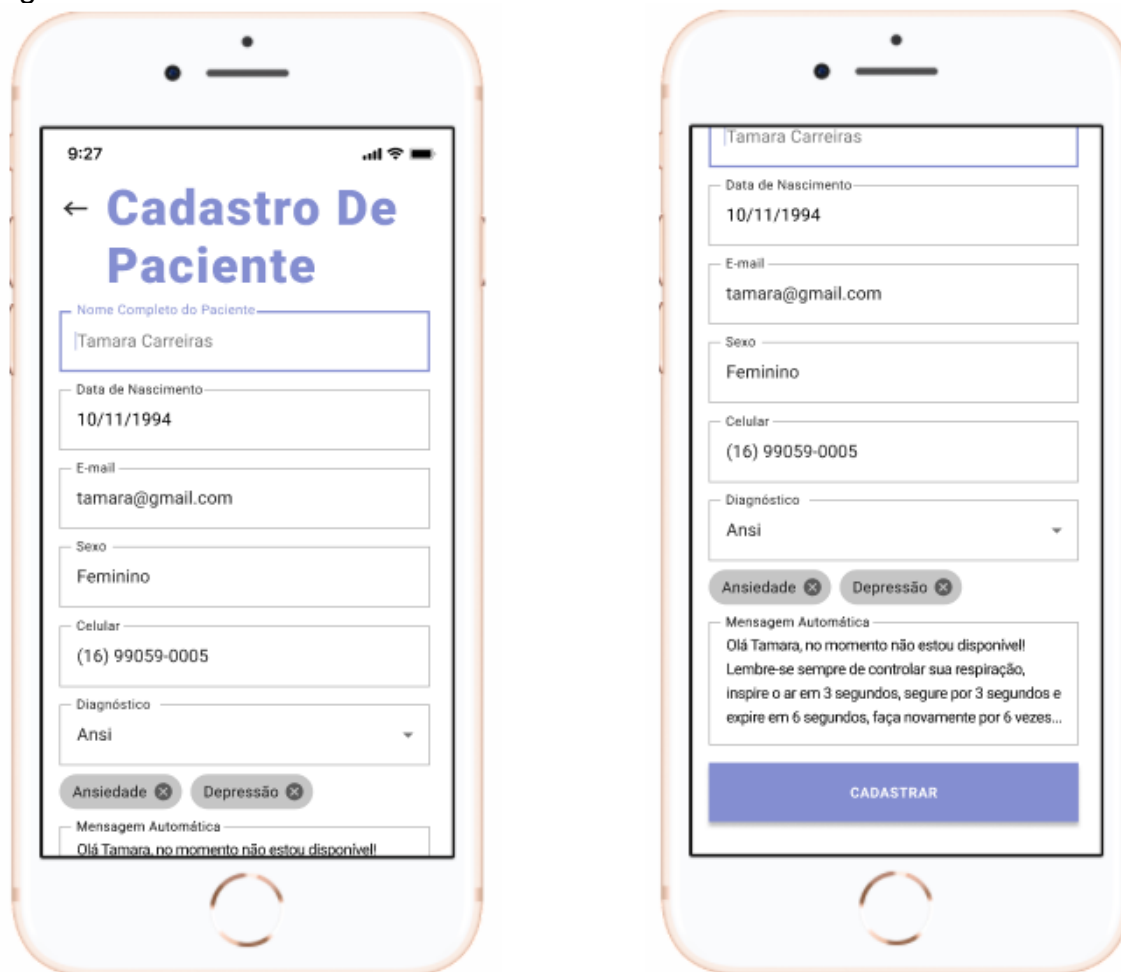 9:27
Cadastro De
Paciente
Nome Completo do Paciente
Tamara Carreiras
Data de Nascimento
10/11/1994
E-mail
tamara@gmail.com
Sexo
Feminino
Celular
(16) 99059-0005
Diagnóstico
Ansi
Ansiedade
Depressão
Mensagem Automática
Olá Tamara, no momento não estou disponível!
Tamara Carreiras
Data de Nascimento
10/11/1994
E-mail
tamara@gmail.com
Sexo
Feminino
Celular
(16) 99059-0005
Diagnóstico
Ansi
Ansiedade
Depressão
Mensagem Automática
Olá Tamara, no momento não estou disponível!
Lembre-se sempre de controlar sua respiração,
inspire o ar em 3 segundos, segure por 3 segundos e
expire em 6 segundos, faça novamente por 6 vezes...
CADASTRAR